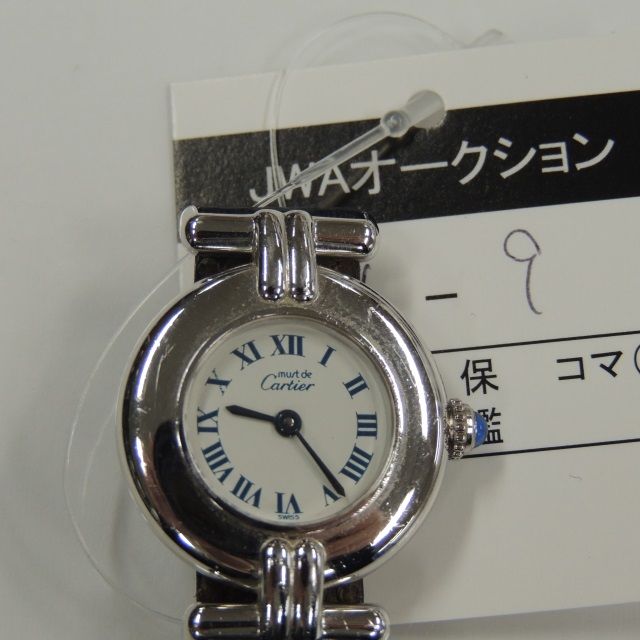 JWAオークション
- 9
保 コマ
鑑
XII
I
II
III
IIII
V
VI
VII
VIII
IX
X
XI
must de
Cartier
SWISS